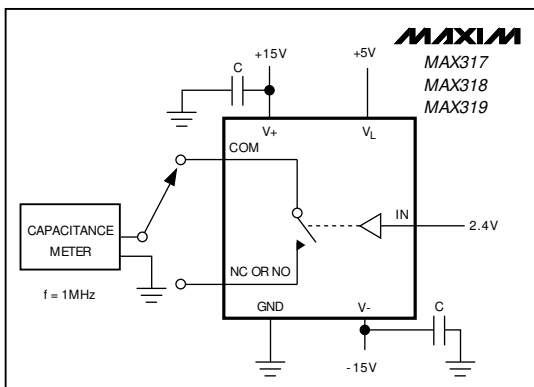 MAXIM
MAX317
MAX318
MAX319
C
+15V
+5V
V+
VL
COM
IN
2.4V
CAPACITANCE
METER
NC OR NO
f = 1MHz
GND
V-
C
-15V